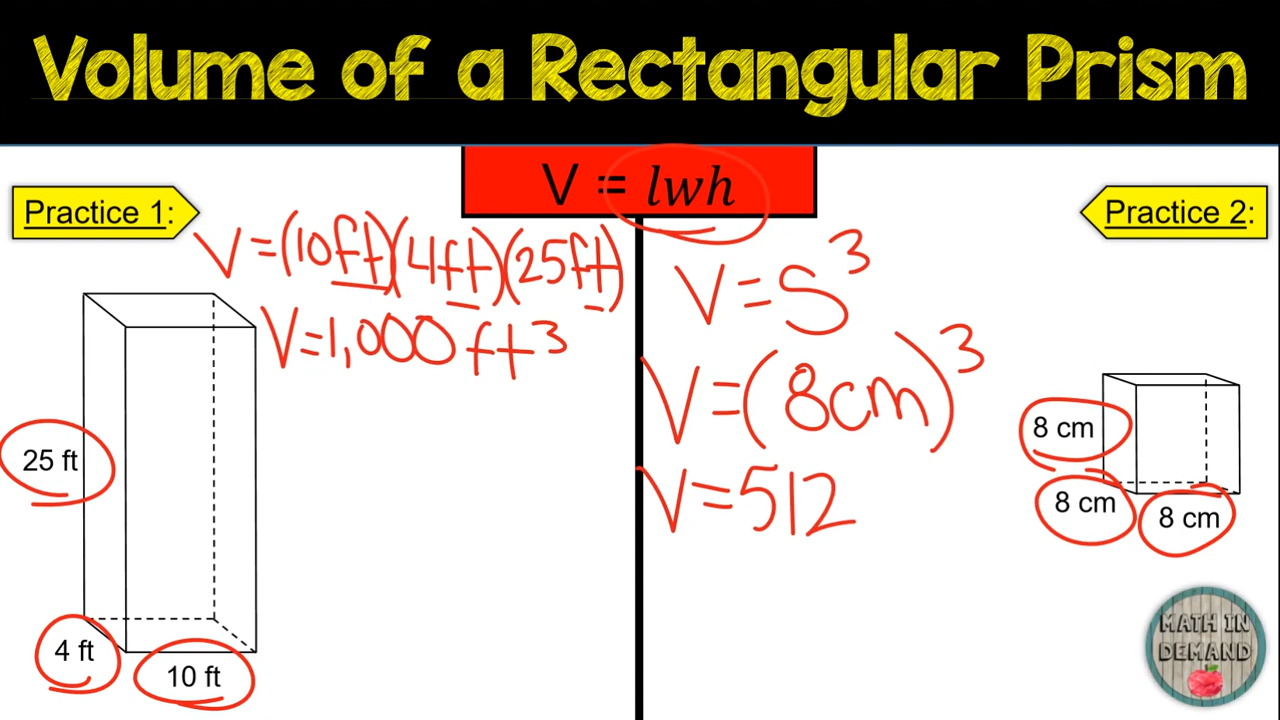 Volume of a Rectangular Prism
V = lwh
Practice 1:
V=(10ft)(4ft)(25ft)
V=1,000 ft³
25 ft
4 ft
10 ft
Practice 2:
V=S³
V=(8cm)³
V=512
8 cm
8 cm
8 cm
MATH IN
DEMAND